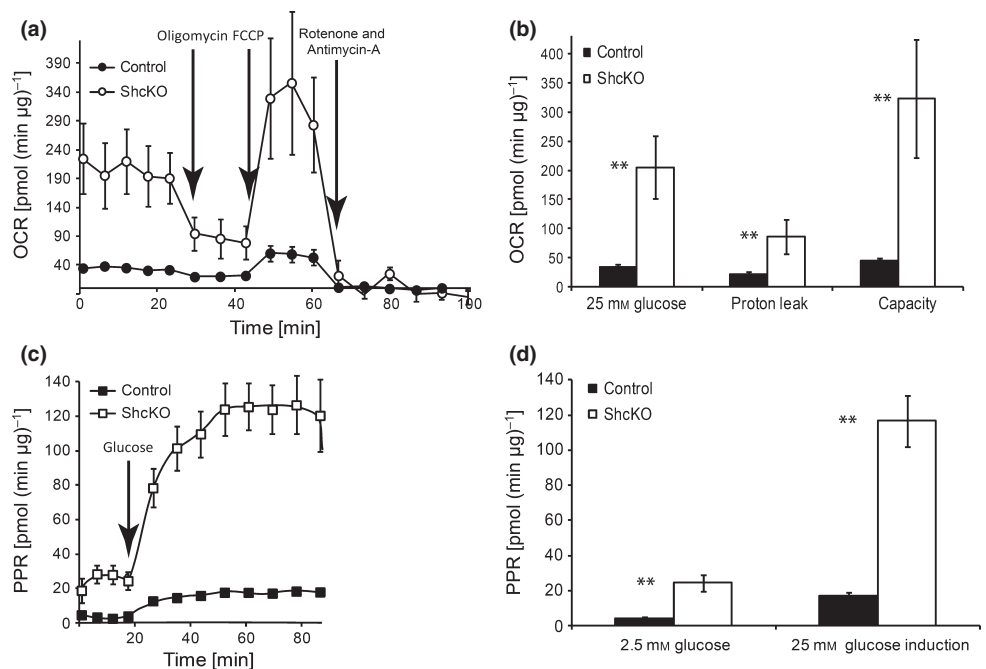 (a)
Oligomycin FCCP
Rotenone and
Antimycin-A
Control
ShcKO
OCR [pmol (min µg)⁻¹]
390
340
290
240
190
140
90
40
0 20 40 60 80 100
Time [min]
(b)
Control
ShcKO
OCR [pmol (min µg)⁻¹]
400
350
300
250
200
150
100
50
0
**
**
**
25 mM glucose Proton leak Capacity
(c)
Control
ShcKO
Glucose
PPR [pmol (min µg)⁻¹]
140
120
100
80
60
40
20
0
0 20 40 60 80
Time [min]
(d)
Control
ShcKO
PPR [pmol (min µg)⁻¹]
140
120
100
80
60
40
20
0
**
**
2.5 mM glucose 25 mM glucose induction